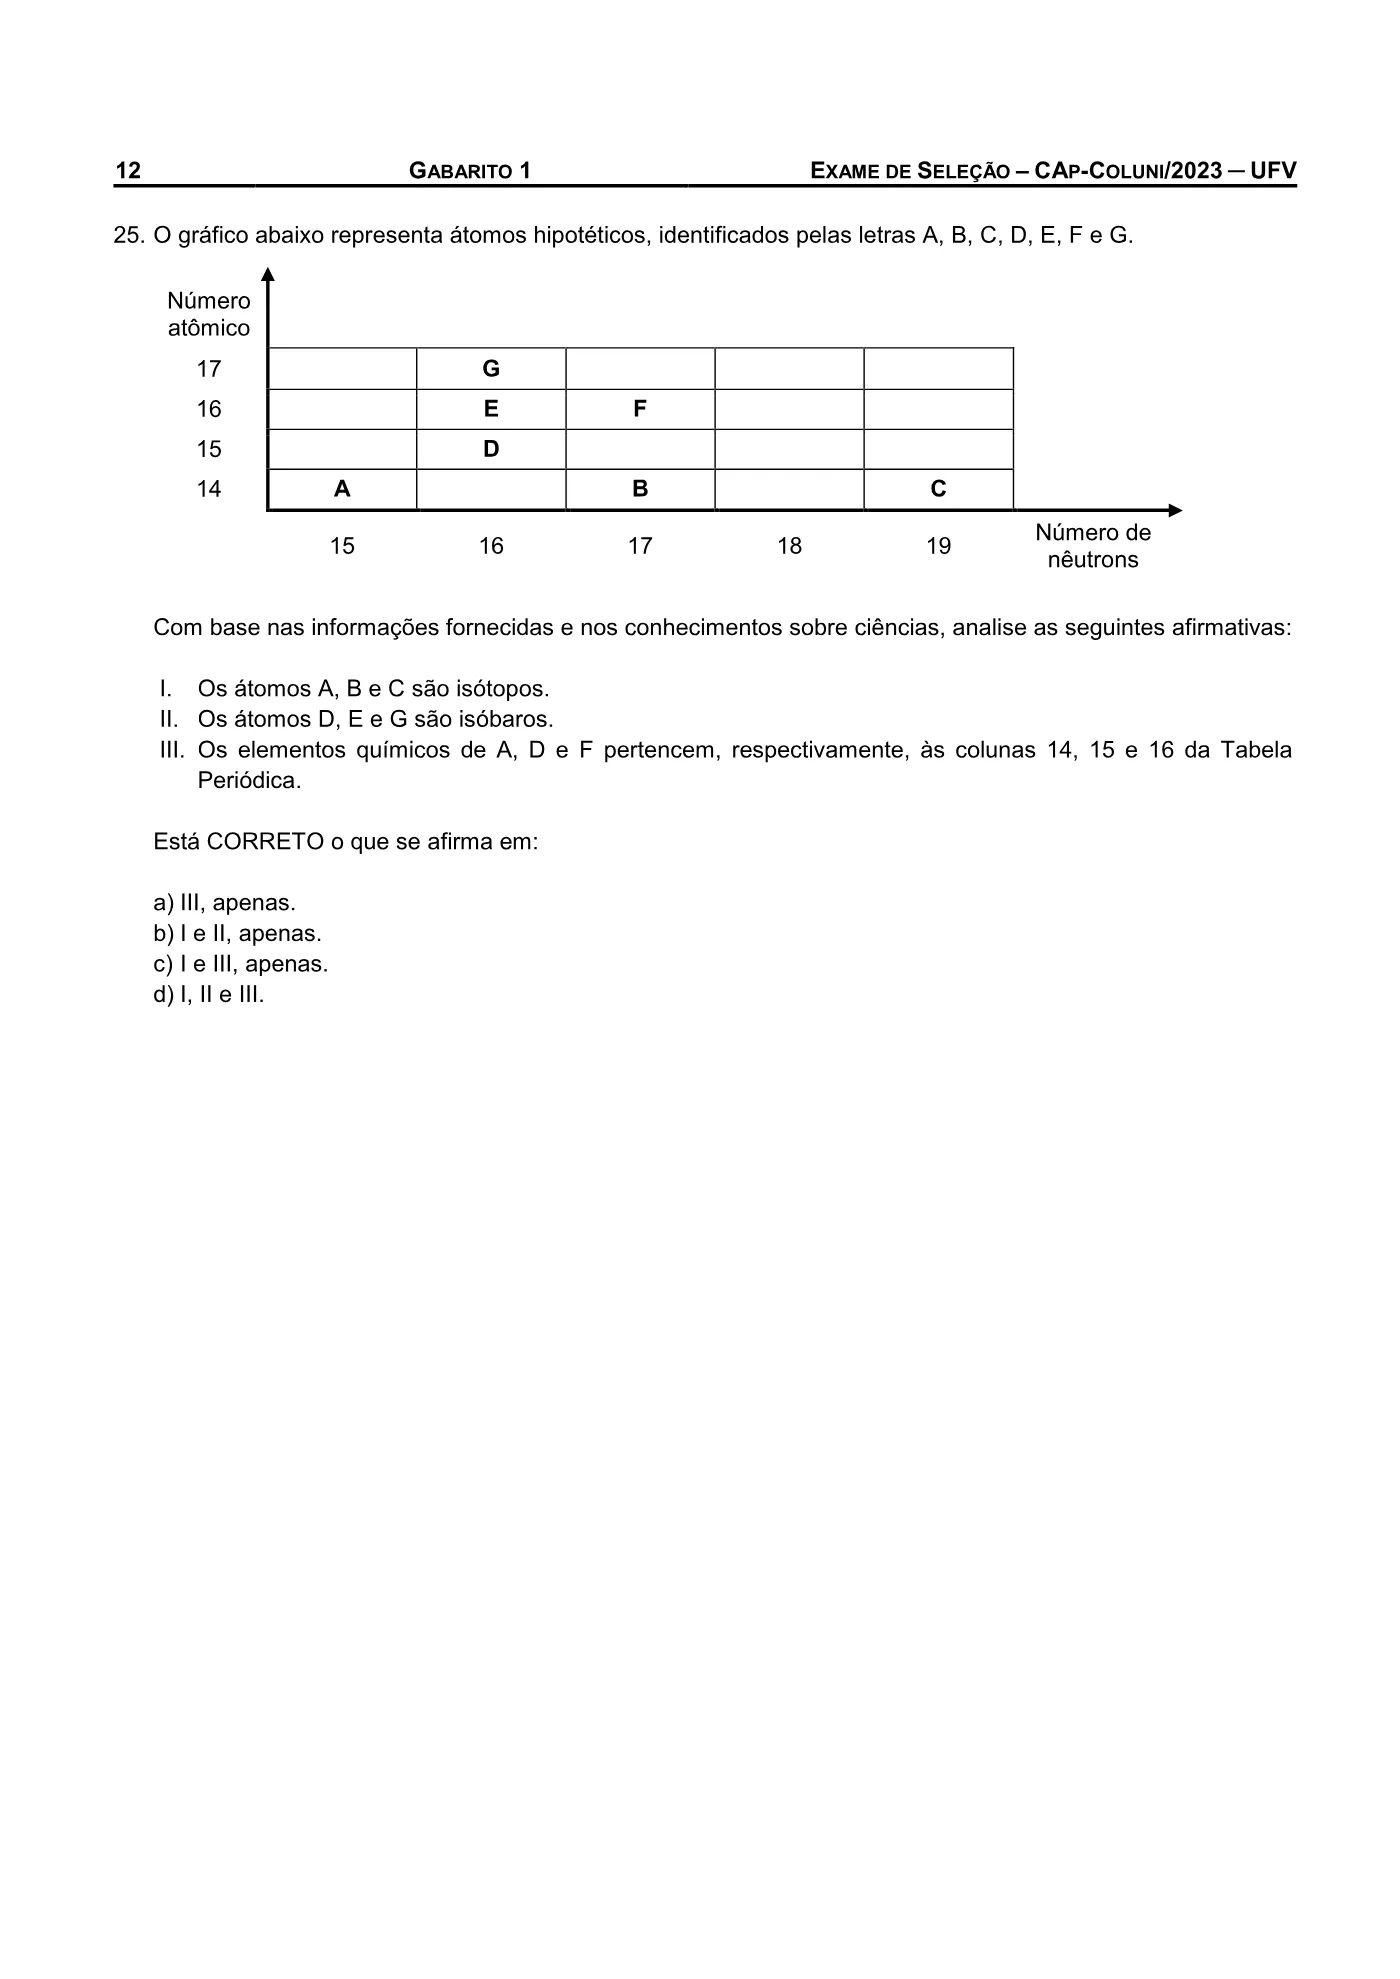 12 GABARITO 1 EXAME DE SELEÇÃO – CAP-COLUNI/2023 — UFV
25. O gráfico abaixo representa átomos hipotéticos, identificados pelas letras A, B, C, D, E, F e G.
Número
atômico
17 G
16 E F
15 D
14 A B C
15 16 17 18 19
Número de
nêutrons
Com base nas informações fornecidas e nos conhecimentos sobre ciências, analise as seguintes afirmativas:
I. Os átomos A, B e C são isótopos.
II. Os átomos D, E e G são isóbaros.
III. Os elementos químicos de A, D e F pertencem, respectivamente, às colunas 14, 15 e 16 da Tabela
Periódica.
Está CORRETO o que se afirma em:
a) III, apenas.
b) I e II, apenas.
c) I e III, apenas.
d) I, II e III.